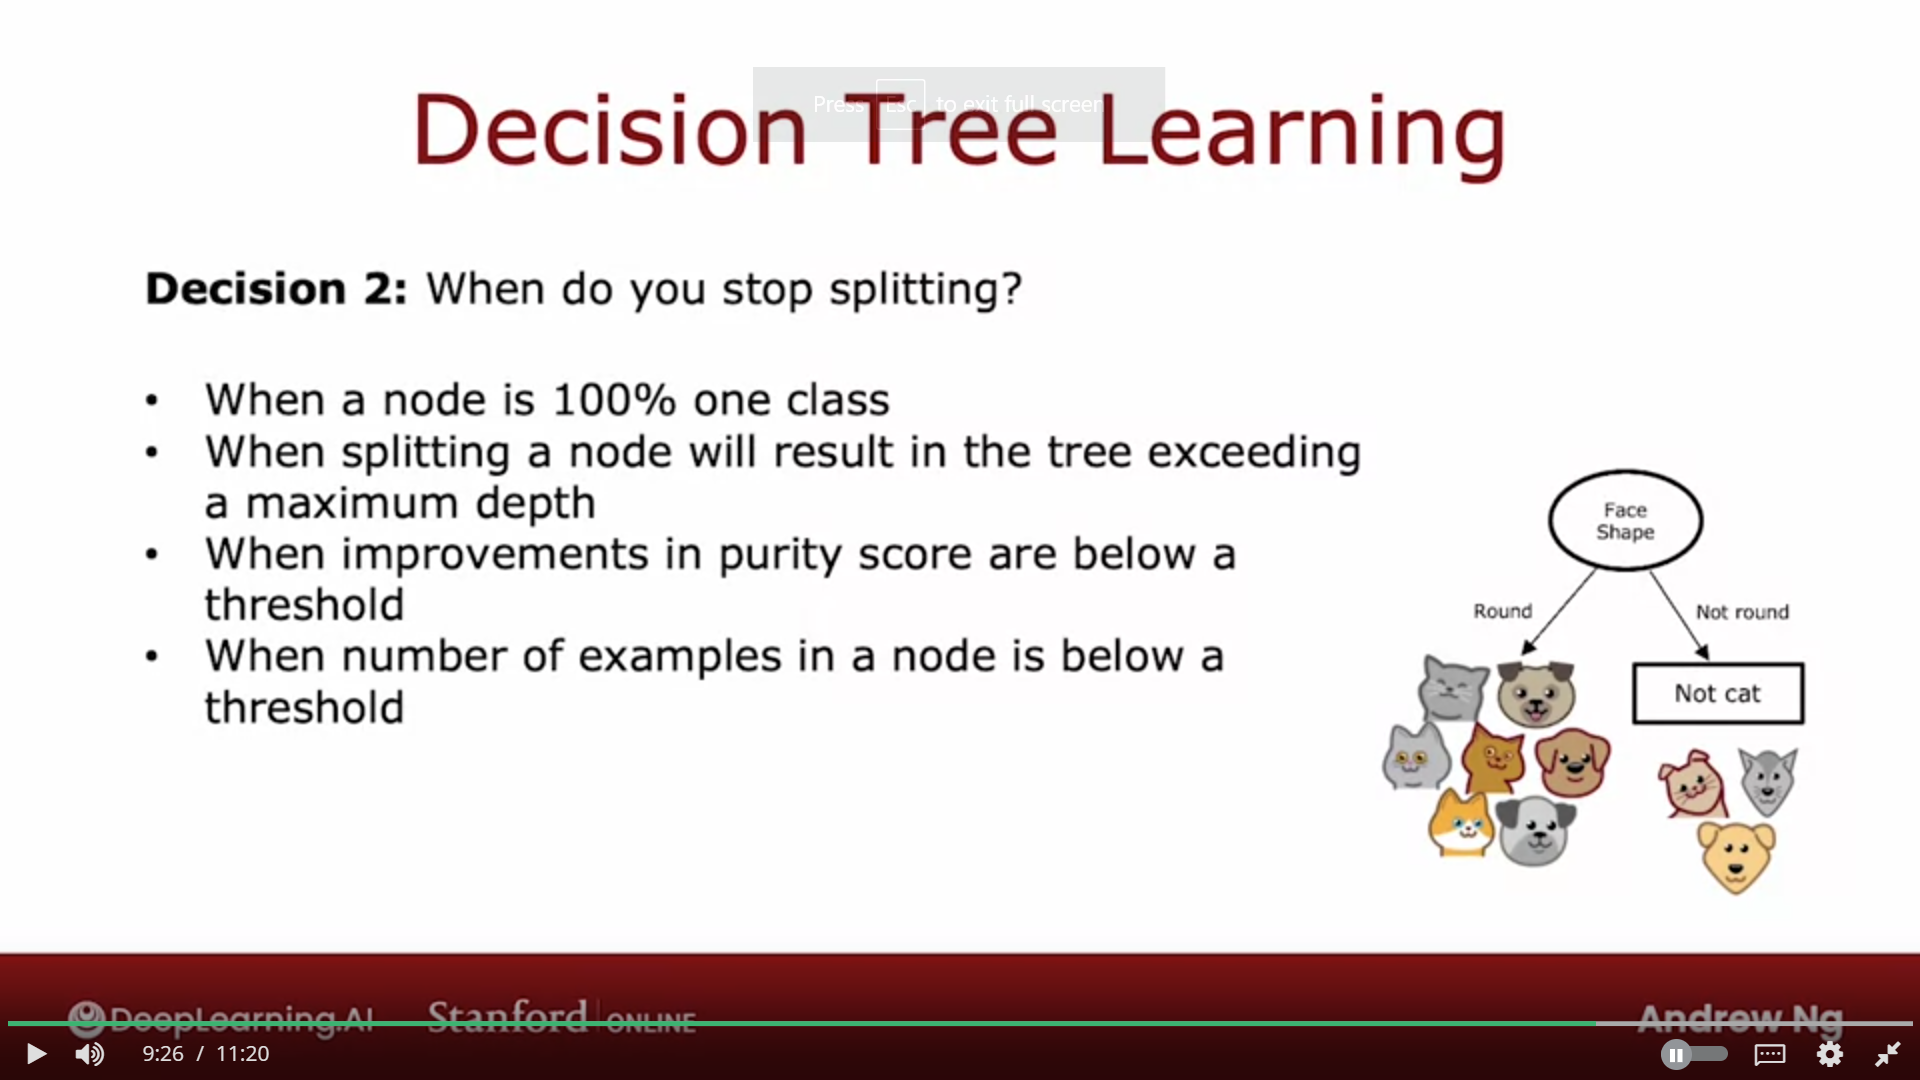 Press Esc to exit full screen
Decision Tree Learning
Decision 2: When do you stop splitting?
• When a node is 100% one class
• When splitting a node will result in the tree exceeding
a maximum depth
• When improvements in purity score are below a
threshold
• When number of examples in a node is below a
threshold
Face
Shape
Round
Not round
Not cat
DeepLearning.AI
Stanford | ONLINE
Andrew Ng
9:26 / 11:20